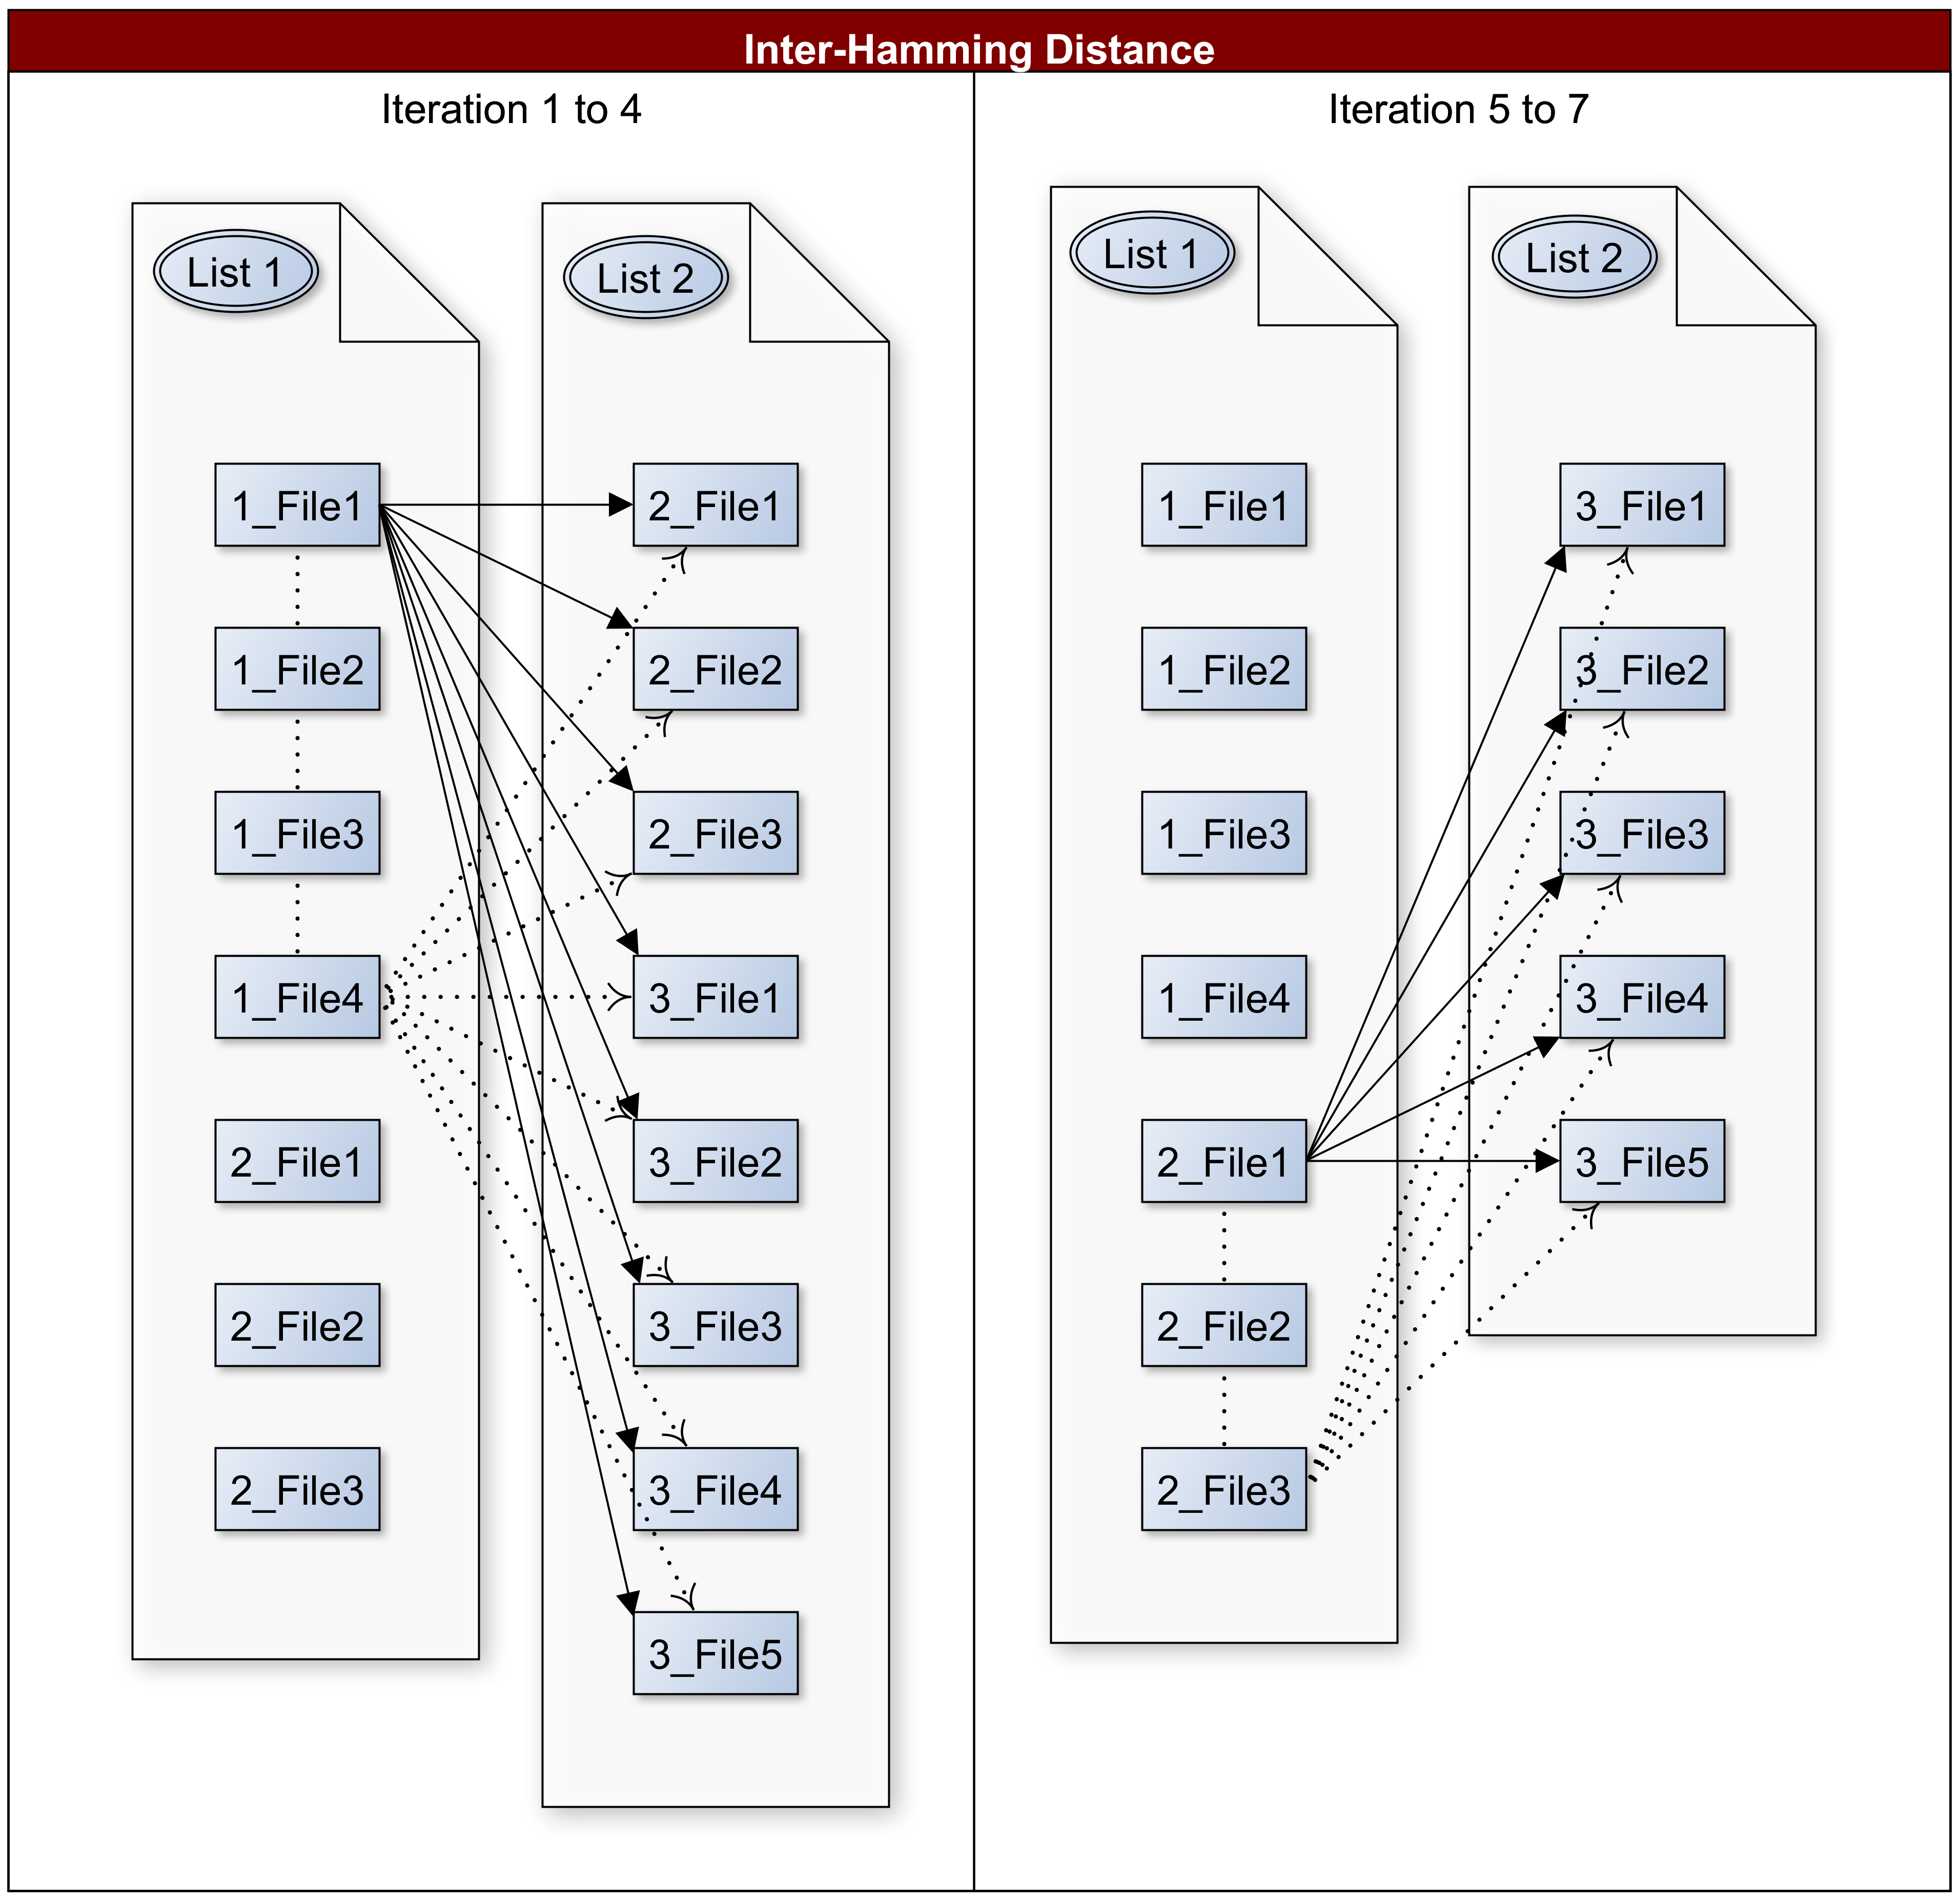 Inter-Hamming Distance
Iteration 1 to 4
List 1
List 2
1_File1
2_File1
1_File2
2_File2
1_File3
2_File3
1_File4
3_File1
2_File1
3_File2
2_File2
3_File3
2_File3
3_File4
3_File5
Iteration 5 to 7
List 1
List 2
1_File1
3_File1
1_File2
3_File2
1_File3
3_File3
1_File4
3_File4
2_File1
3_File5
2_File2
2_File3